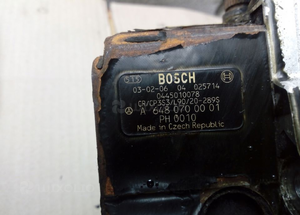 BOSCH
03-02-06 04 025714
0445010078
CR/CP3S3/L90/20-289S
A 648 070 00 01
PH 0010
Made in Czech Republic